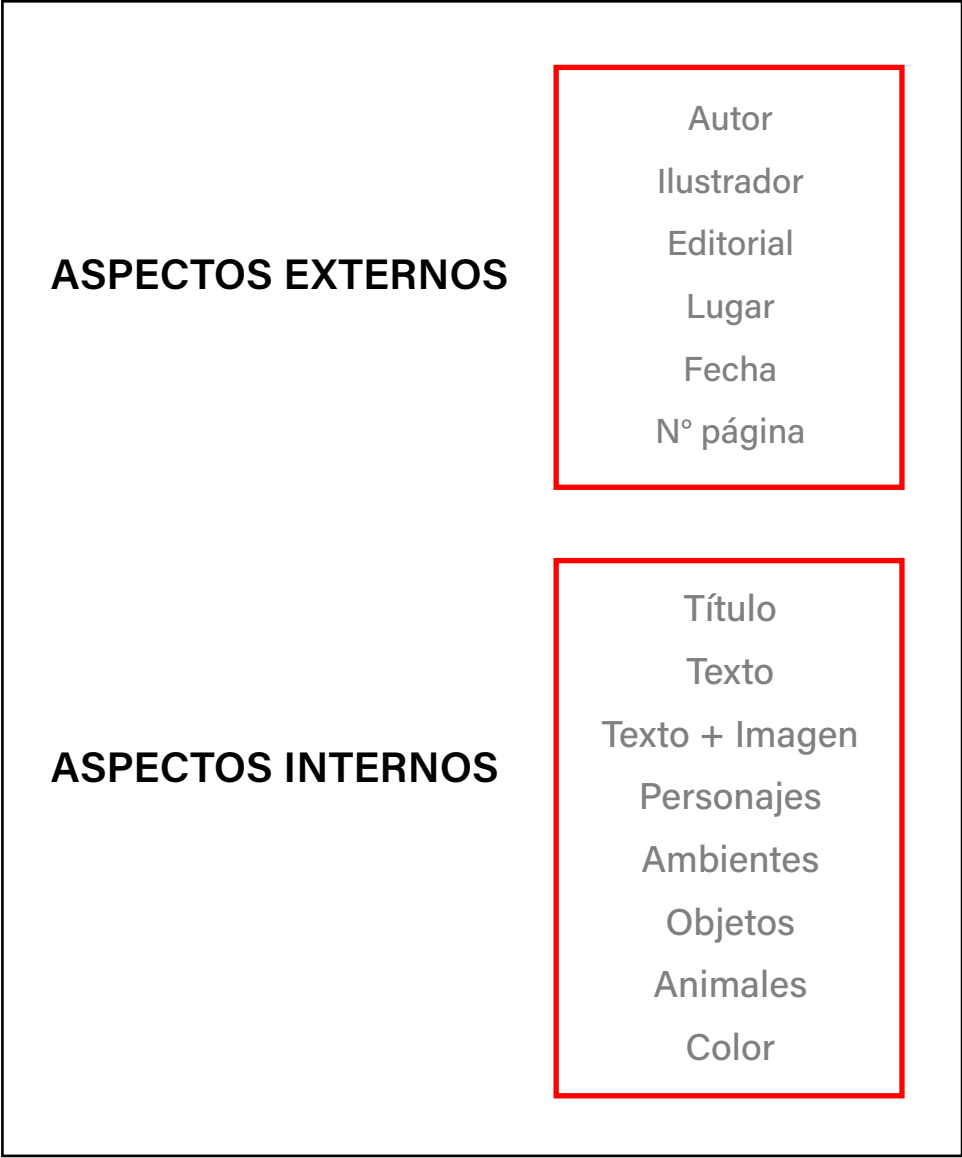 ASPECTOS EXTERNOS
Autor
Ilustrador
Editorial
Lugar
Fecha
N° página
ASPECTOS INTERNOS
Título
Texto
Texto + Imagen
Personajes
Ambientes
Objetos
Animales
Color